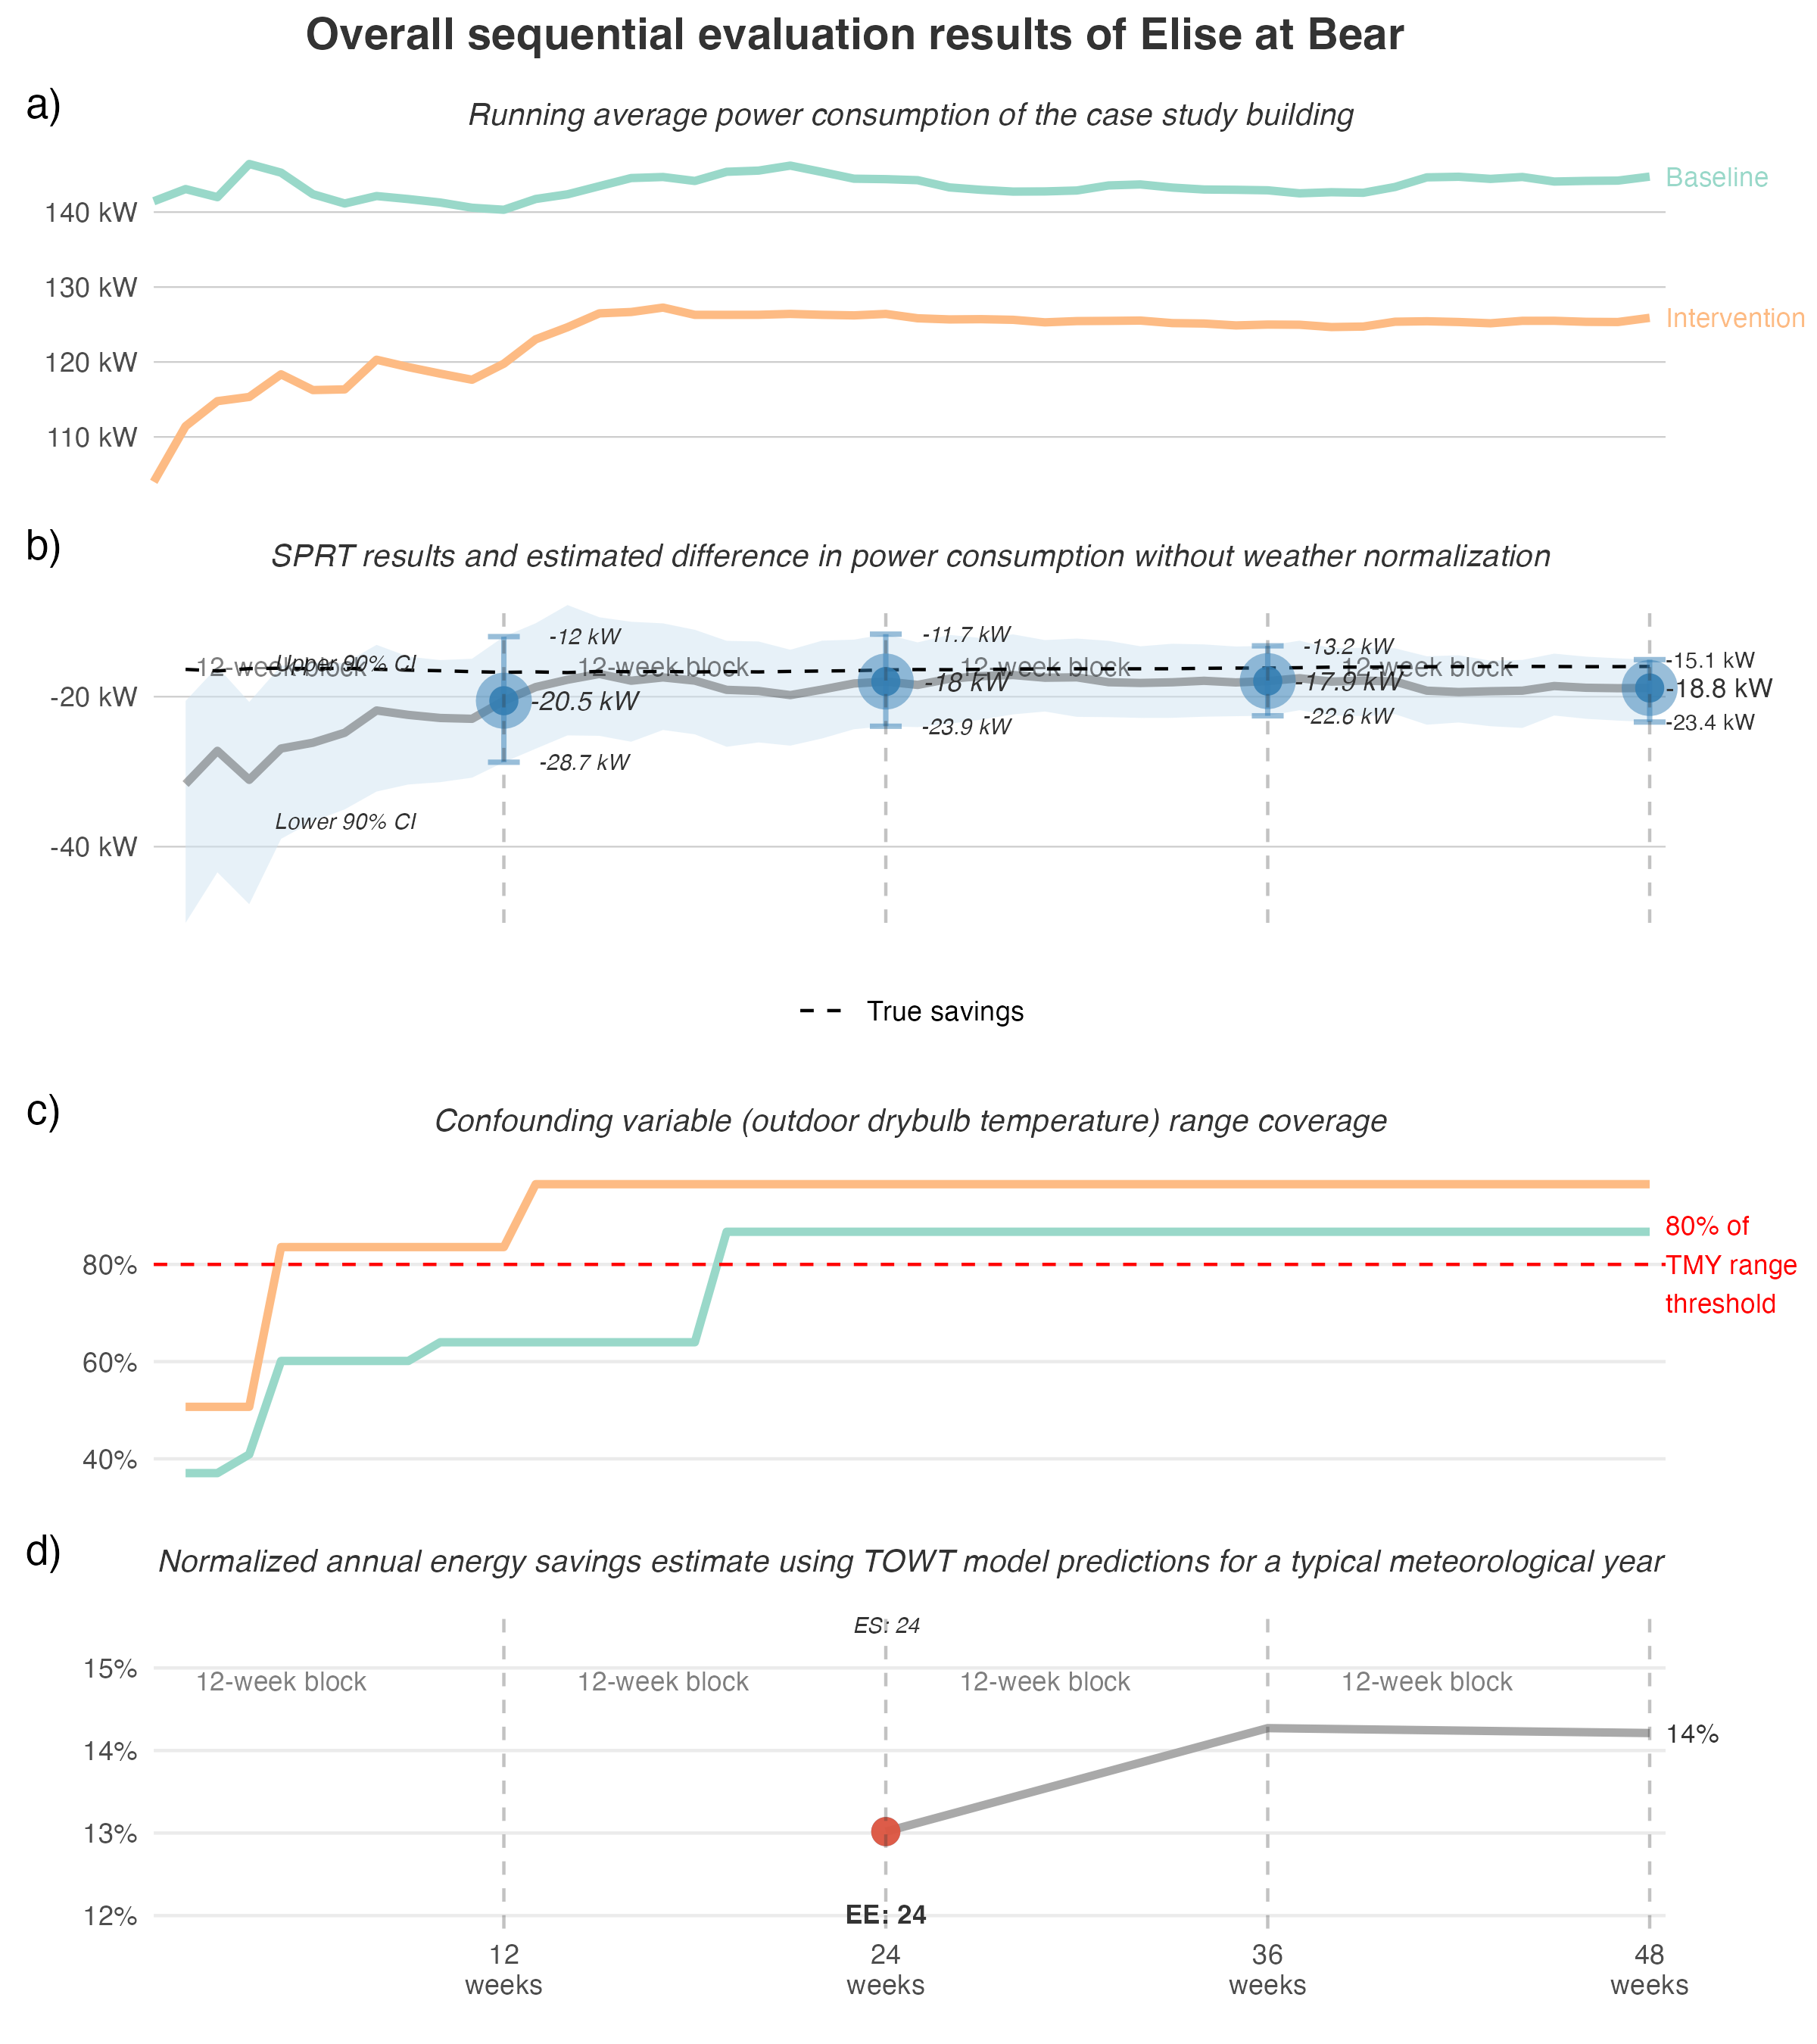 Overall sequential evaluation results of Elise at Bear
a)
Running average power consumption of the case study building
Baseline
140 kW
130 kW
Intervention
120 kW
110 kW
b)
SPRT results and estimated difference in power consumption without weather normalization
-12 kW
-11.7 kW
-13.2 kW
-15.1 kW
Upper 90% CI
12-week block
12-week block
12-week block
12-week block
-20 kW
-20.5 kW
-18 kW
-17.9 kW
-18.8 kW
-28.7 kW
-23.9 kW
-22.6 kW
-23.4 kW
Lower 90% CI
-40 kW
True savings
c)
Confounding variable (outdoor drybulb temperature) range coverage
80% of
TMY range
threshold
80%
60%
40%
d)
Normalized annual energy savings estimate using TOWT model predictions for a typical meteorological year
ES: 24
15%
12-week block
12-week block
12-week block
12-week block
14%
14%
13%
12%
EE: 24
12
weeks
24
weeks
36
weeks
48
weeks